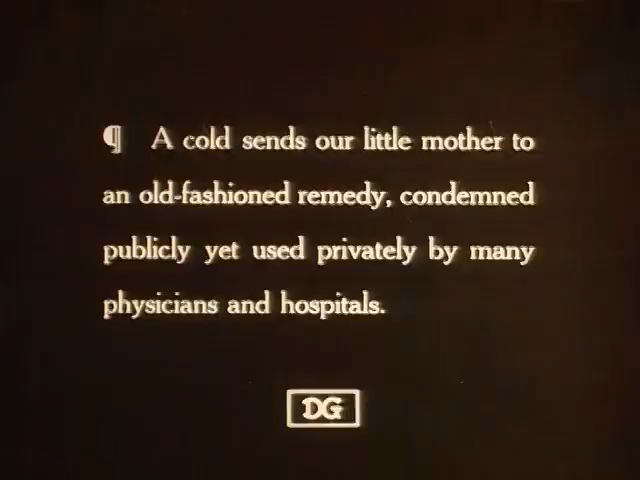 ¶ A cold sends our little mother to
an old-fashioned remedy, condemned
publicly yet used privately by many
physicians and hospitals.
DG